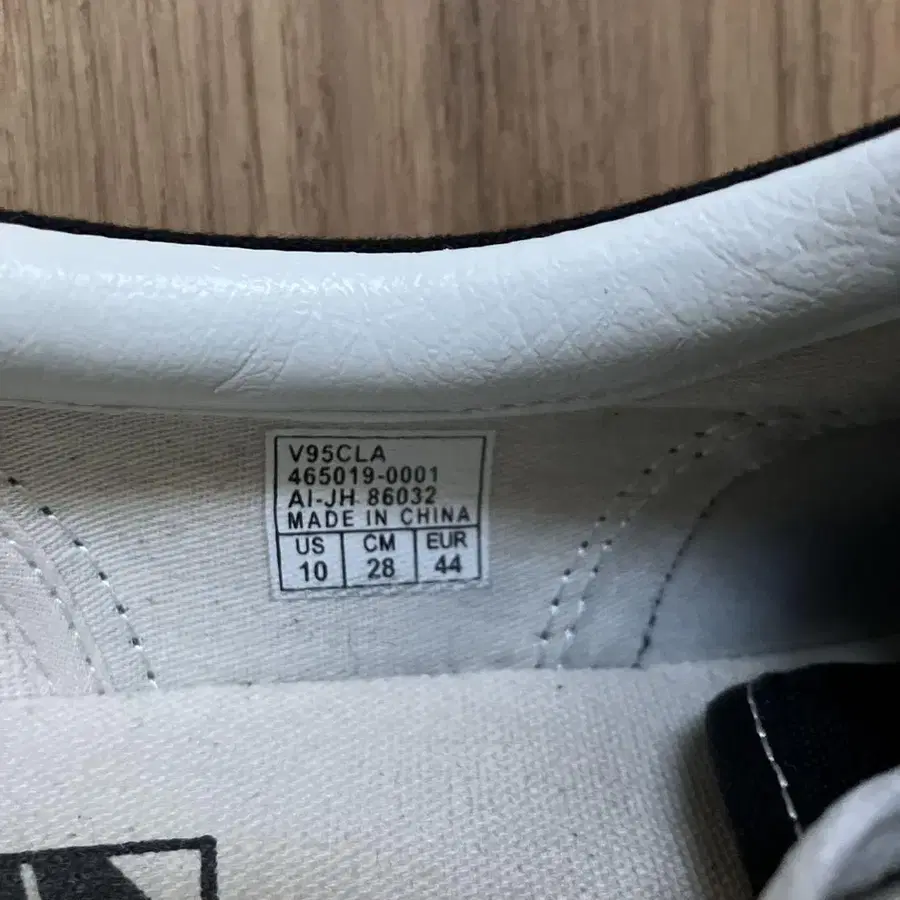 V95CLA
465019-0001
AI-JH 86032
MADE IN CHINA
US CM EUR
10 28 44